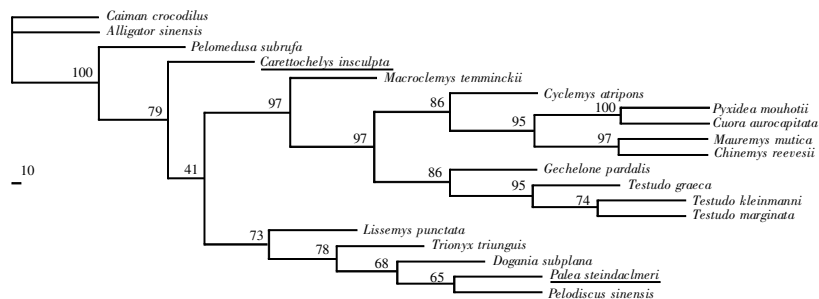 Caiman crocodilus
Alligator sinensis
Pelomedusa subrufa
100
Carettochelys insculpta
79
Macroclemys temminckii
97
Cyclemys atripons
86
100
Pyxidea mouhotii
Cuora aurocapitata
95
97
Mauremys mutica
97
Chinemys reevesii
41
10
86
Gechelone pardalis
95
Testudo graeca
74
Testudo kleinmanni
Testudo marginata
73
Lissemys punctata
78
Trionyx triunguis
68
Dogania subplana
65
Palea steindaclmeri
Pelodiscus sinensis